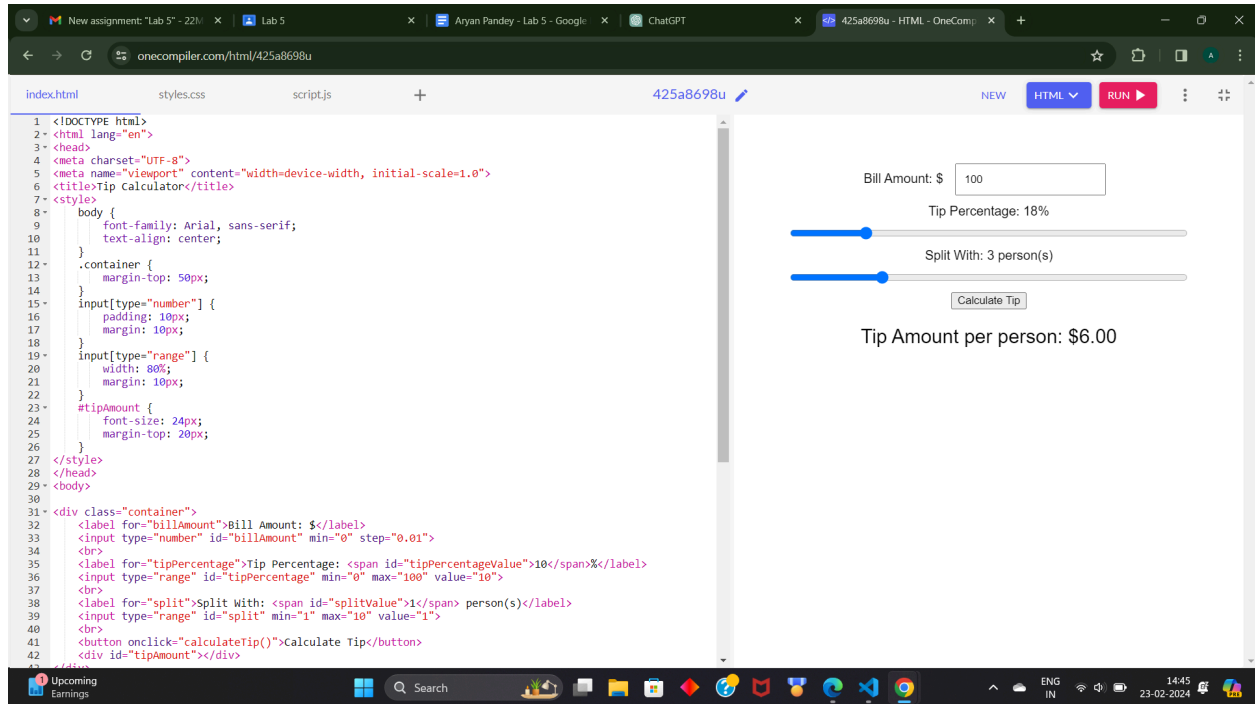 New assignment: "Lab 5" - 22M
Lab 5
Aryan Pandey - Lab 5 - Google
ChatGPT
425a8698u - HTML - OneComp
onecompiler.com/html/425a8698u
A
index.html
styles.css
script.js
425a8698u
NEW
HTML
RUN
1 <!DOCTYPE html>
2 <html lang="en">
3 <head>
4 <meta charset="UTF-8">
5 <meta name="viewport" content="width=device-width, initial-scale=1.0">
6 <title>Tip Calculator</title>
7 <style>
8 body {
9 font-family: Arial, sans-serif;
10 text-align: center;
11 }
12 .container {
13 margin-top: 50px;
14 }
15 input[type="number"] {
16 padding: 10px;
17 margin: 10px;
18 }
19 input[type="range"] {
20 width: 80%;
21 margin: 10px;
22 }
23 #tipAmount {
24 font-size: 24px;
25 margin-top: 20px;
26 }
27 </style>
28 </head>
29 <body>
30
31 <div class="container">
32 <label for="billAmount">Bill Amount: $</label>
33 <input type="number" id="billAmount" min="0" step="0.01">
34 <br>
35 <label for="tipPercentage">Tip Percentage: <span id="tipPercentageValue">10</span>%</label>
36 <input type="range" id="tipPercentage" min="0" max="100" value="10">
37 <br>
38 <label for="split">Split With: <span id="splitValue">1</span> person(s)</label>
39 <input type="range" id="split" min="1" max="10" value="1">
40 <br>
41 <button onclick="calculateTip()">Calculate Tip</button>
42 <div id="tipAmount"></div>
43 </div>
Bill Amount: $ 100
Tip Percentage: 18%
Split With: 3 person(s)
Calculate Tip
Tip Amount per person: $6.00
1
Upcoming
Earnings
Search
ENG
IN
14:45
23-02-2024
PRE